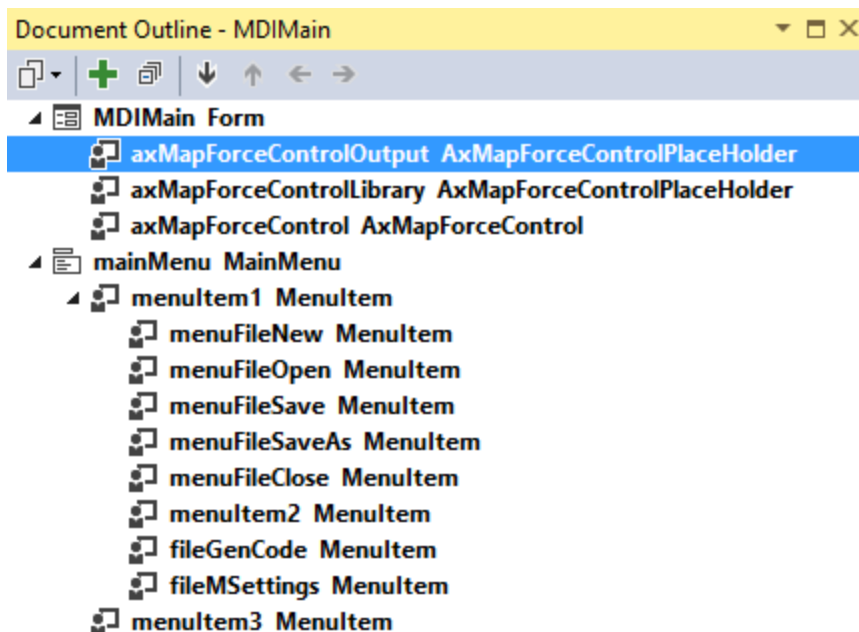 Document Outline - MDIMain
MDIMain Form
axMapForceControlOutput AxMapForceControlPlaceHolder
axMapForceControlLibrary AxMapForceControlPlaceHolder
axMapForceControl AxMapForceControl
mainMenu MainMenu
menuItem1 MenuItem
menuFileNew MenuItem
menuFileOpen MenuItem
menuFileSave MenuItem
menuFileSaveAs MenuItem
menuFileClose MenuItem
menuItem2 MenuItem
fileGenCode MenuItem
fileMSettings MenuItem
menuItem3 MenuItem